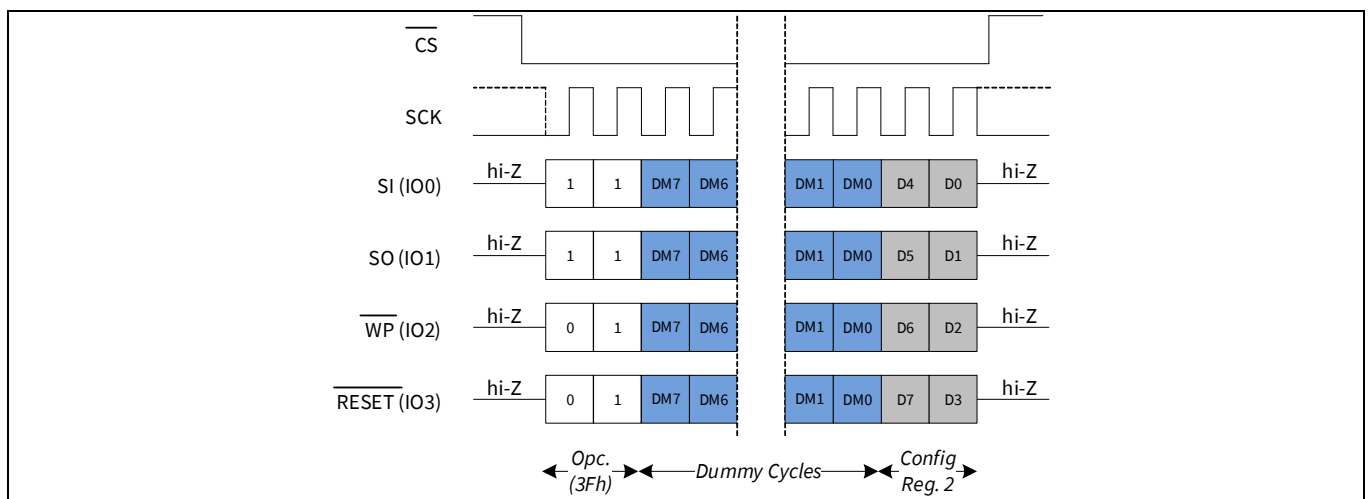 CS
SCK
SI (IO0) hi-Z 1 1 DM7 DM6 DM1 DM0 D4 D0 hi-Z
SO (IO1) hi-Z 1 1 DM7 DM6 DM1 DM0 D5 D1 hi-Z
WP (IO2) hi-Z 0 1 DM7 DM6 DM1 DM0 D6 D2 hi-Z
RESET (IO3) hi-Z 0 1 DM7 DM6 DM1 DM0 D7 D3 hi-Z
Opc. (3Fh) Dummy Cycles Config Reg. 2